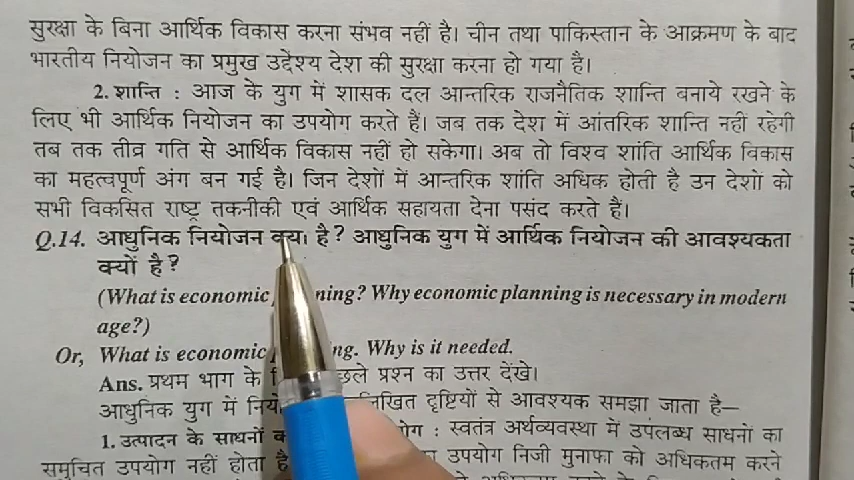 सुरक्षा के बिना आर्थिक विकास करना संभव नहीं है। चीन तथा पाकिस्तान के आक्रमण के बाद
भारतीय नियोजन का प्रमुख उद्देश्य देश की सुरक्षा करना हो गया है।
2. शान्ति : आज के युग में शासक दल आन्तरिक राजनैतिक शान्ति बनाये रखने के
लिए भी आर्थिक नियोजन का उपयोग करते हैं। जब तक देश में आंतरिक शान्ति नहीं रहेगी
तब तक तीव्र गति से आर्थिक विकास नहीं हो सकेगा। अब तो विश्व शांति आर्थिक विकास
का महत्वपूर्ण अंग बन गई है। जिन देशों में आन्तरिक शांति अधिक होती है उन देशों को
सभी विकसित राष्ट्र तकनीकी एवं आर्थिक सहायता देना पसंद करते हैं।
Q.14. आधुनिक नियोजन क्या है? आधुनिक युग में आर्थिक नियोजन की आवश्यकता
क्यों है?
(What is economic ning? Why economic planning is necessary in modern
age?)
Or, What is economic ng. Why is it needed.
Ans. प्रथम भाग के छले प्रश्न का उत्तर देखें।
आधुनिक युग में लिखित दृष्टियों से आवश्यक समझा जाता है—
1. उत्पादन के साधनों : स्वतंत्र अर्थव्यवस्था में उपलब्ध साधनों का
समुचित उपयोग नहीं होता उपयोग निजी मुनाफा को अधिकतम करने